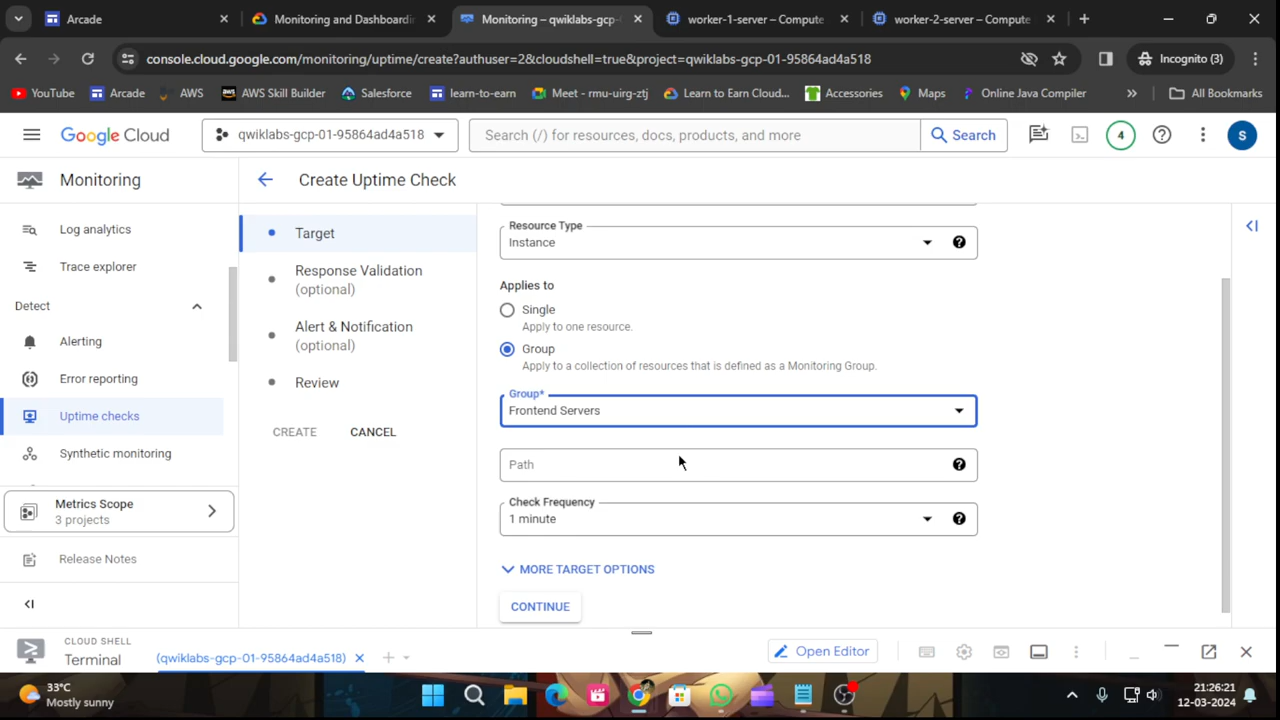 Arcade
Monitoring and Dashboardin
Monitoring – qwiklabs-gcp-
worker-1-server – Compute
worker-2-server – Compute
console.cloud.google.com/monitoring/uptime/create?authuser=2&cloudshell=true&project=qwiklabs-gcp-01-95864ad4a518
Incognito (3)
YouTube
Arcade
AWS
AWS Skill Builder
Salesforce
learn-to-earn
Meet - rmu-uirg-ztj
Learn to Earn Cloud...
Accessories
Maps
Online Java Compiler
All Bookmarks
Google Cloud
qwiklabs-gcp-01-95864ad4a518
Search (/) for resources, docs, products, and more
Search
4
S
Monitoring
Create Uptime Check
Log analytics
Trace explorer
Detect
Alerting
Error reporting
Uptime checks
Synthetic monitoring
Metrics Scope
3 projects
Release Notes
Target
Response Validation
(optional)
Alert & Notification
(optional)
Review
CREATE
CANCEL
Resource Type
Instance
Applies to
Single
Apply to one resource.
Group
Apply to a collection of resources that is defined as a Monitoring Group.
Group*
Frontend Servers
Path
Check Frequency
1 minute
MORE TARGET OPTIONS
CONTINUE
CLOUD SHELL
Terminal
(qwiklabs-gcp-01-95864ad4a518)
Open Editor
33°C
Mostly sunny
21:26:21
12-03-2024